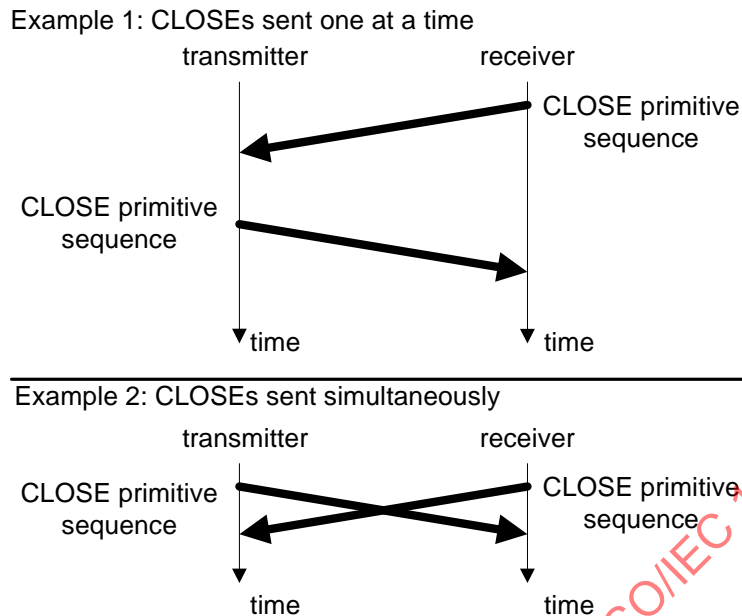 Example 1: CLOSEs sent one at a time
transmitter
receiver
CLOSE primitive
sequence
CLOSE primitive
sequence
time
time
Example 2: CLOSEs sent simultaneously
transmitter
receiver
CLOSE primitive
sequence
CLOSE primitive
sequence
time
time